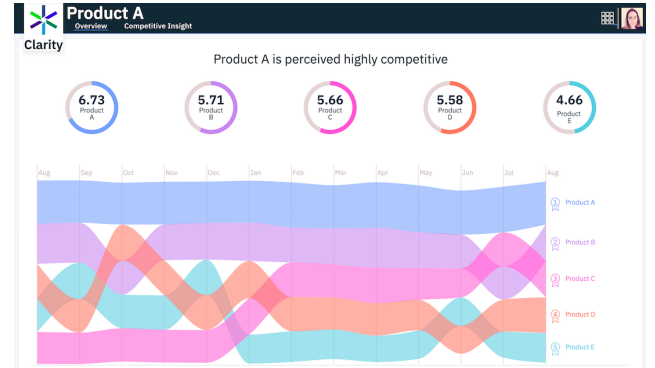 Product A
Overview Competitive Insight
Clarity
Product A is perceived highly competitive
6.73
Product
A
5.71
Product
B
5.66
Product
C
5.58
Product
D
4.66
Product
E
Aug Sep Oct Nov Dec Jan Feb Mar Apr May Jun Jul Aug
1 Product A
2 Product B
3 Product C
4 Product D
5 Product E